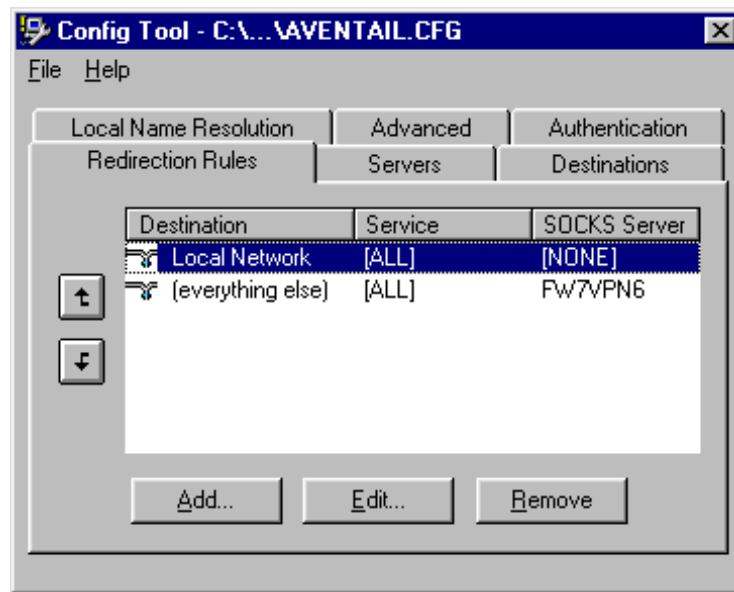 Config Tool - C:\...\AVENTAIL.CFG
File Help
Local Name Resolution Advanced Authentication
Redirection Rules Servers Destinations
Destination Service SOCKS Server
Local Network [ALL] [NONE]
(everything else) [ALL] FW7VPN6
Add... Edit... Remove